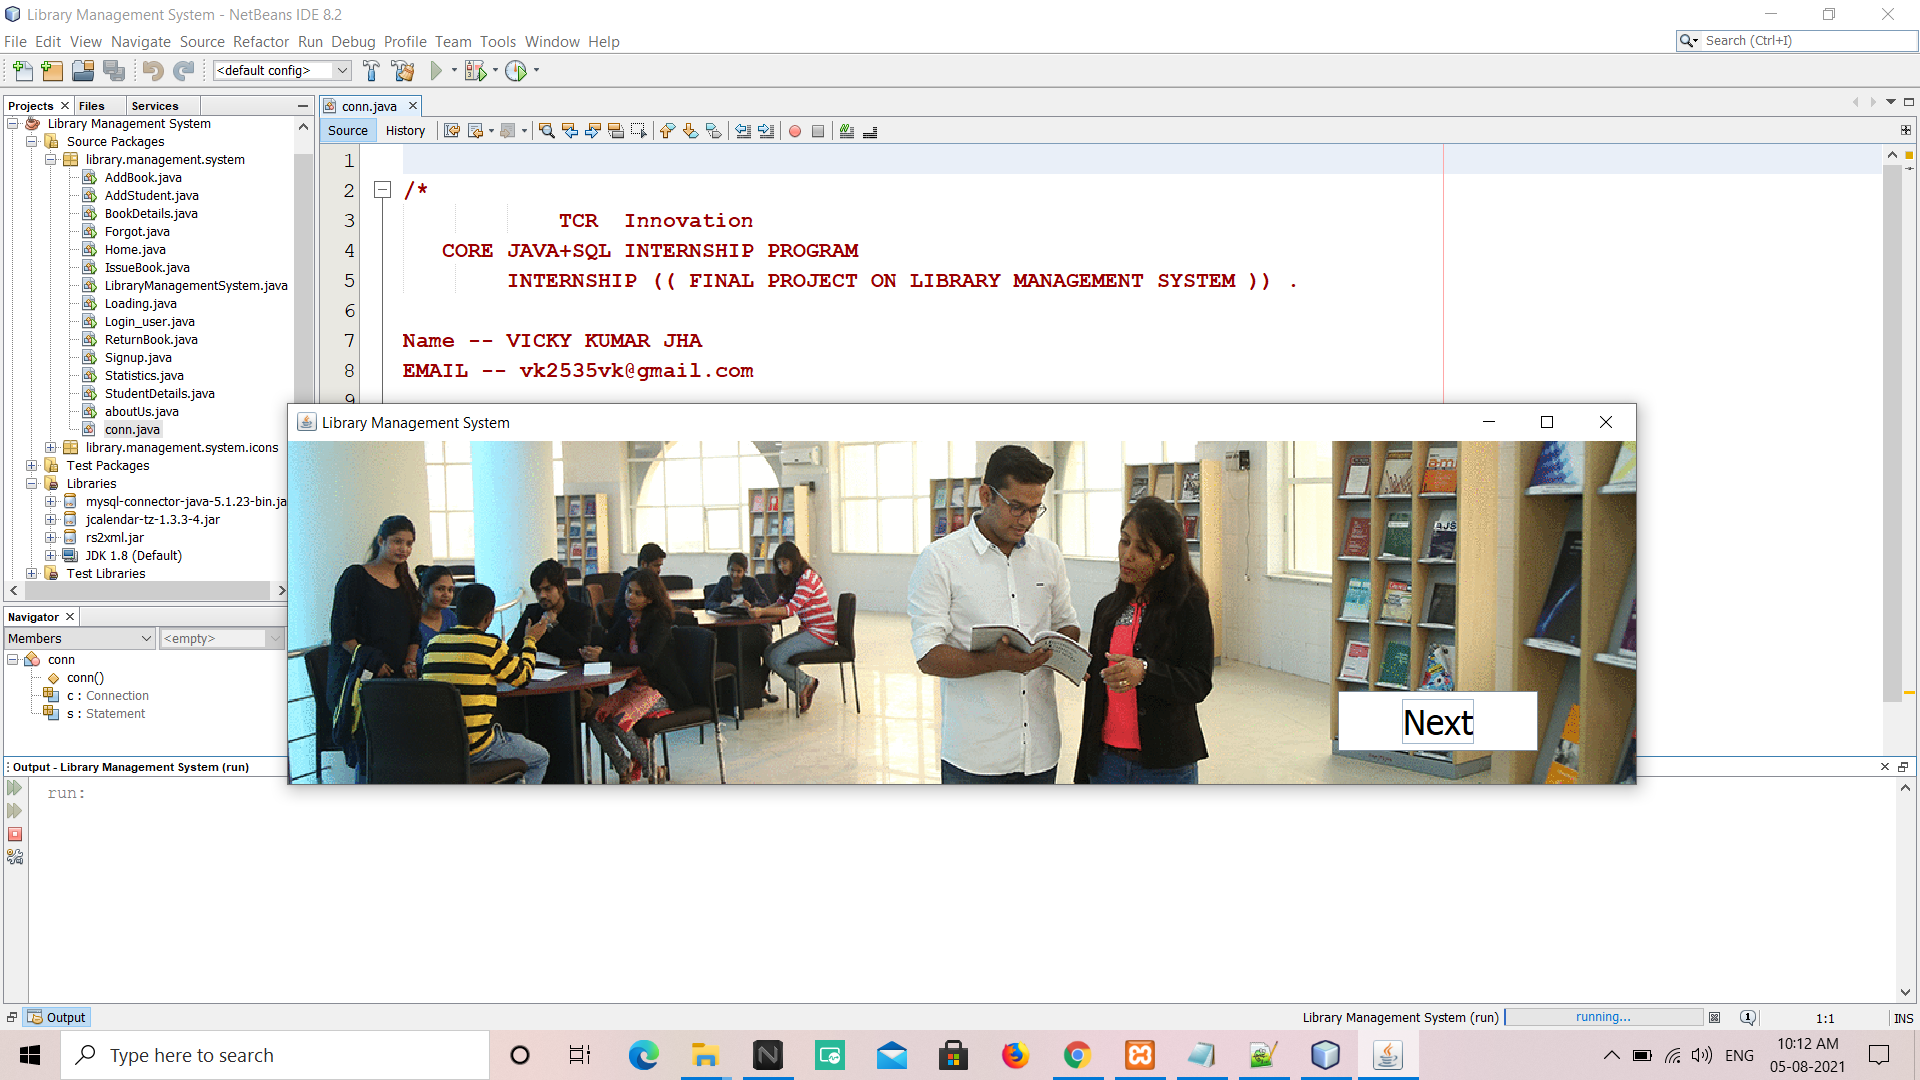 Library Management System - NetBeans IDE 8.2
File Edit View Navigate Source Refactor Run Debug Profile Team Tools Window Help
Search (Ctrl+I)
<default config>
Projects Files Services
Library Management System
Source Packages
library.management.system
AddBook.java
AddStudent.java
BookDetails.java
Forgot.java
Home.java
IssueBook.java
LibraryManagementSystem.java
Loading.java
Login_user.java
ReturnBook.java
Signup.java
Statistics.java
StudentDetails.java
aboutUs.java
conn.java
library.management.system.icons
Test Packages
Libraries
mysql-connector-java-5.1.23-bin.ja
jcalendar-tz-1.3.3-4.jar
rs2xml.jar
JDK 1.8 (Default)
Test Libraries
Navigator
Members <empty>
conn
conn()
c : Connection
s : Statement
conn.java
Source History
1
2 /*
3 TCR Innovation
4 CORE JAVA+SQL INTERNSHIP PROGRAM
5 INTERNSHIP (( FINAL PROJECT ON LIBRARY MANAGEMENT SYSTEM )) .
6
7 Name -- VICKY KUMAR JHA
8 EMAIL -- vk2535vk@gmail.com
9
Library Management System
Next
Output - Library Management System (run)
run:
Output
Library Management System (run) running... 1 1:1 INS
Type here to search
ENG
10:12 AM
05-08-2021